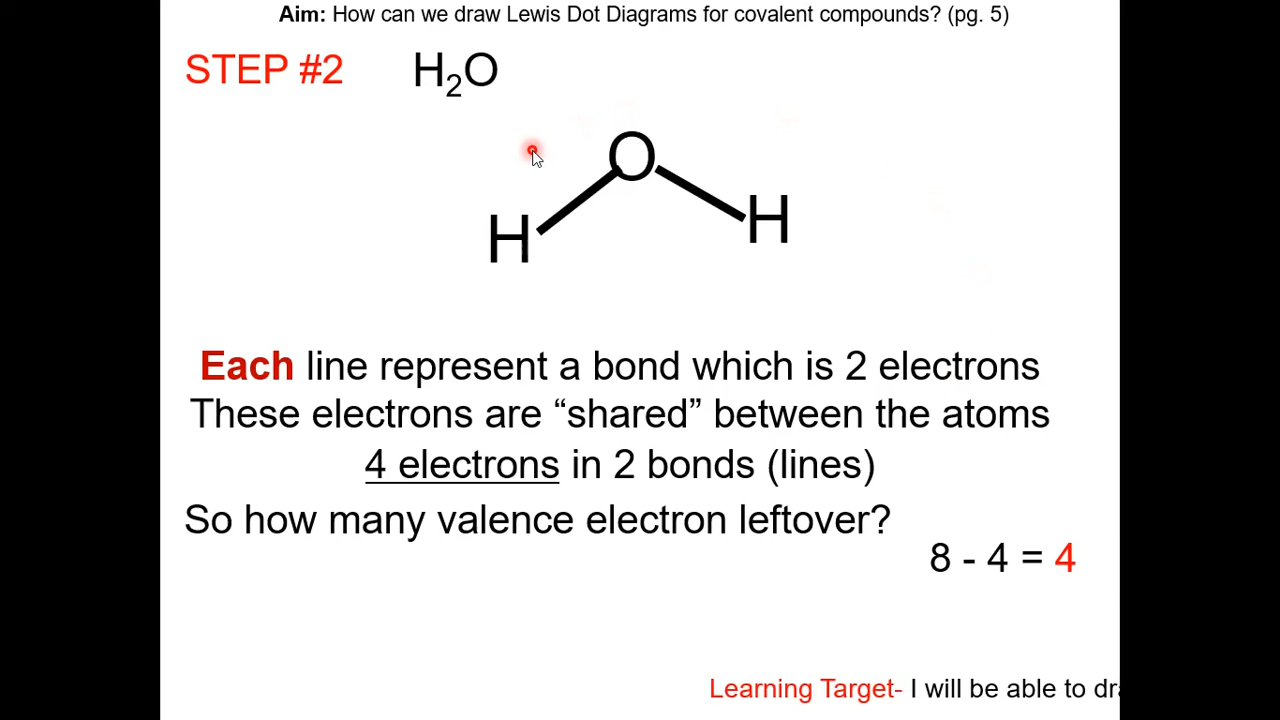 Aim: How can we draw Lewis Dot Diagrams for covalent compounds? (pg. 5)
STEP #2 H₂O
O
H H
Each line represent a bond which is 2 electrons
These electrons are “shared” between the atoms
4 electrons in 2 bonds (lines)
So how many valence electron leftover?
8 - 4 = 4
Learning Target- I will be able to